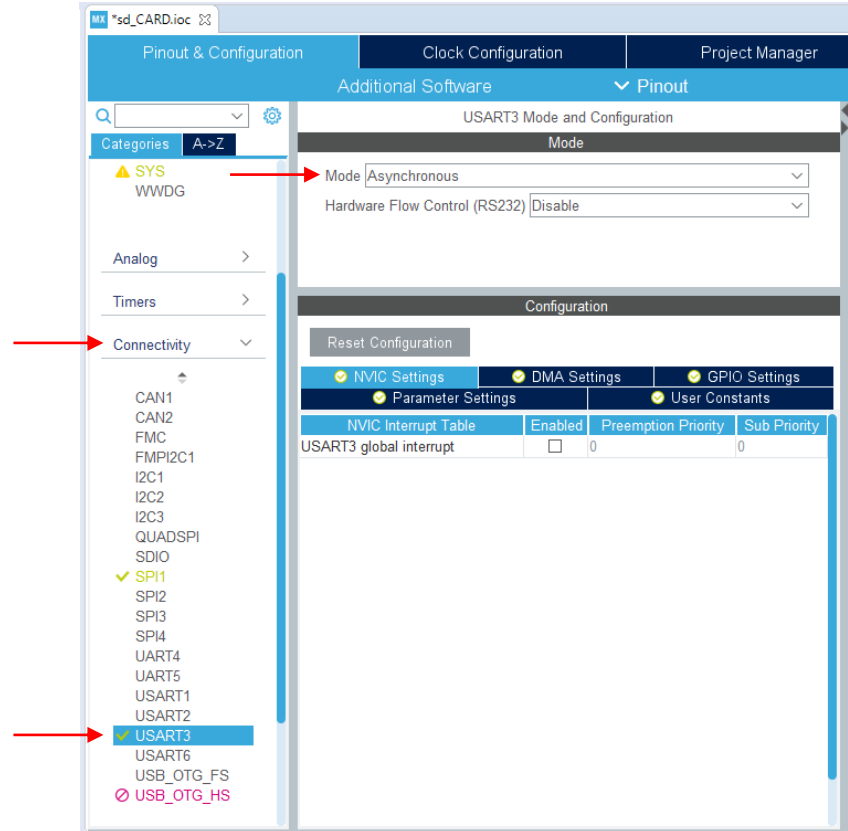 MX *sd_CARD.ioc
Pinout & Configuration Clock Configuration Project Manager
Additional Software Pinout
USART3 Mode and Configuration
Categories A->Z
Mode
SYS
WWDG
Mode Asynchronous
Hardware Flow Control (RS232) Disable
Analog
Timers
Connectivity
CAN1
CAN2
FMC
FMPI2C1
I2C1
I2C2
I2C3
QUADSPI
SDIO
SPI1
SPI2
SPI3
SPI4
UART4
UART5
USART1
USART2
USART3
USART6
USB_OTG_FS
USB_OTG_HS
Configuration
Reset Configuration
NVIC Settings DMA Settings GPIO Settings
Parameter Settings User Constants
NVIC Interrupt Table Enabled Preemption Priority Sub Priority
USART3 global interrupt 0 0